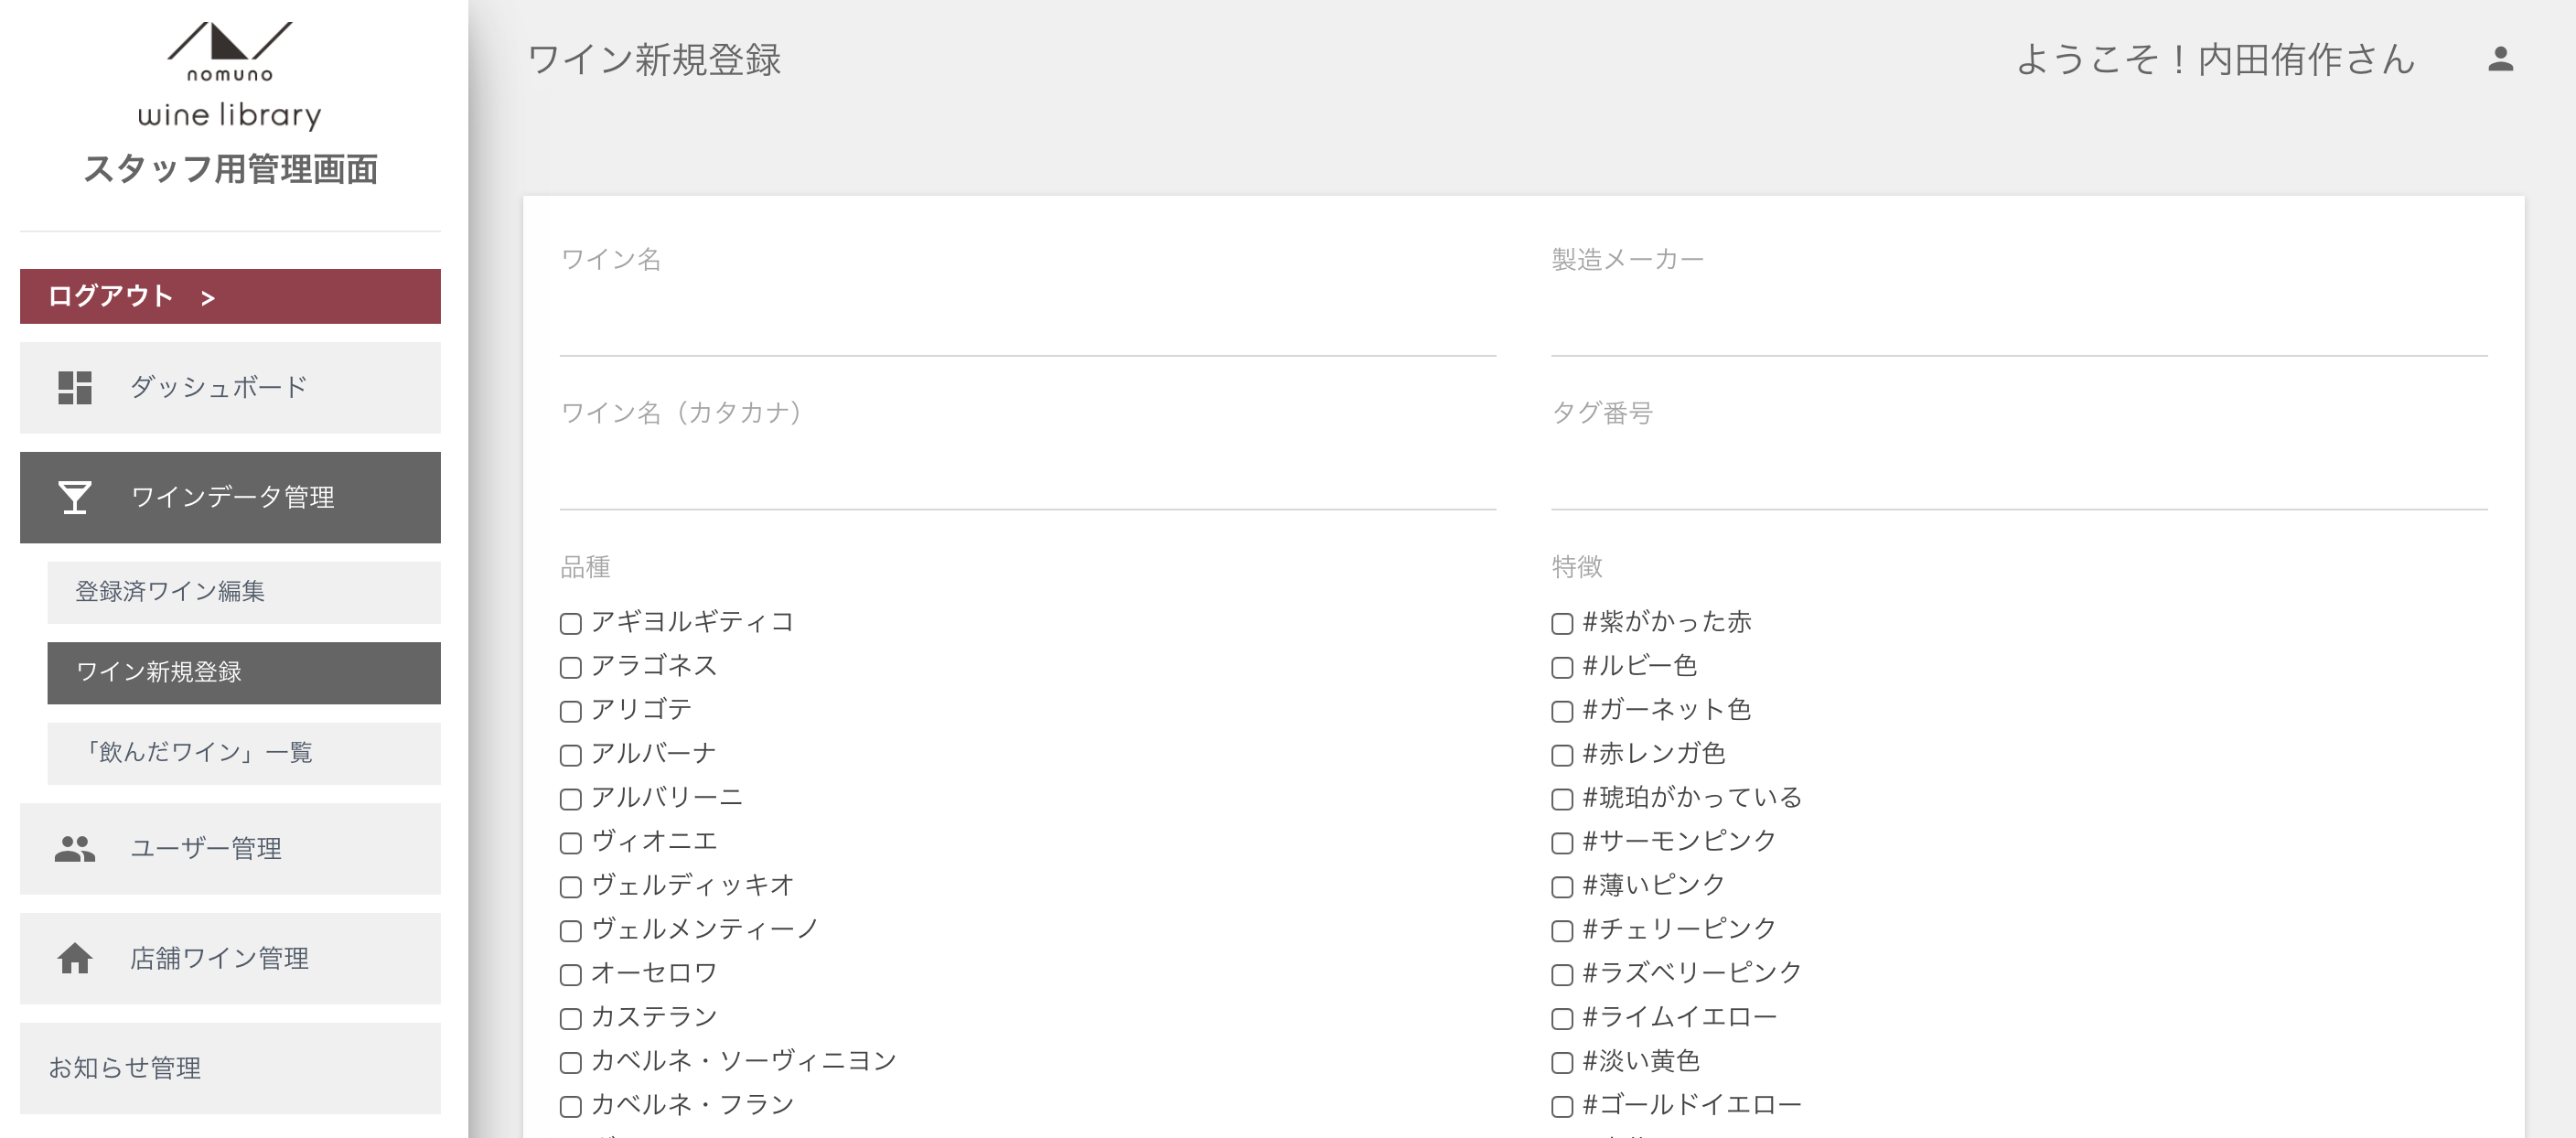 nomuno
wine library
スタッフ用管理画面
ログアウト >
ダッシュボード
ワインデータ管理
登録済ワイン編集
ワイン新規登録
「飲んだワイン」一覧
ユーザー管理
店舗ワイン管理
お知らせ管理
ワイン新規登録
ようこそ！内田侑作さん
ワイン名
製造メーカー
ワイン名（カタカナ）
タグ番号
品種
アギヨルギティコ
アラゴネス
アリゴテ
アルバーナ
アルバリーニ
ヴィオニエ
ヴェルディッキオ
ヴェルメンティーノ
オーセロワ
カステラン
カベルネ・ソーヴィニヨン
カベルネ・フラン
特徴
#紫がかった赤
#ルビー色
#ガーネット色
#赤レンガ色
#琥珀がかっている
#サーモンピンク
#薄いピンク
#チェリーピンク
#ラズベリーピンク
#ライムイエロー
#淡い黄色
#ゴールドイエロー